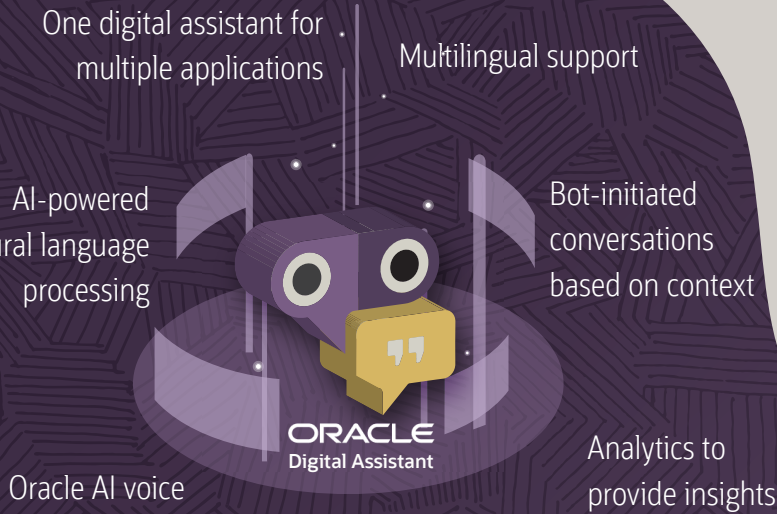 One digital assistant for
multiple applications
Multilingual support
AI-powered
ural language
processing
Bot-initiated
conversations
based on context
”
ORACLE
Digital Assistant
Oracle AI voice
Analytics to
provide insights